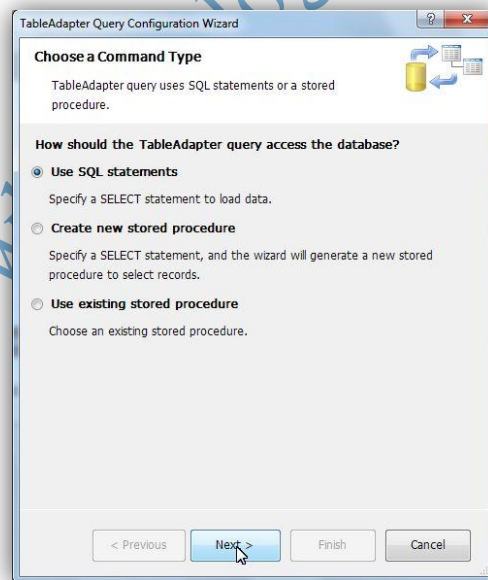 TableAdapter Query Configuration Wizard
Choose a Command Type
TableAdapter query uses SQL statements or a stored
procedure.
How should the TableAdapter query access the database?
Use SQL statements
Specify a SELECT statement to load data.
Create new stored procedure
Specify a SELECT statement, and the wizard will generate a new stored
procedure to select records.
Use existing stored procedure
Choose an existing stored procedure.
< Previous
Next >
Finish
Cancel